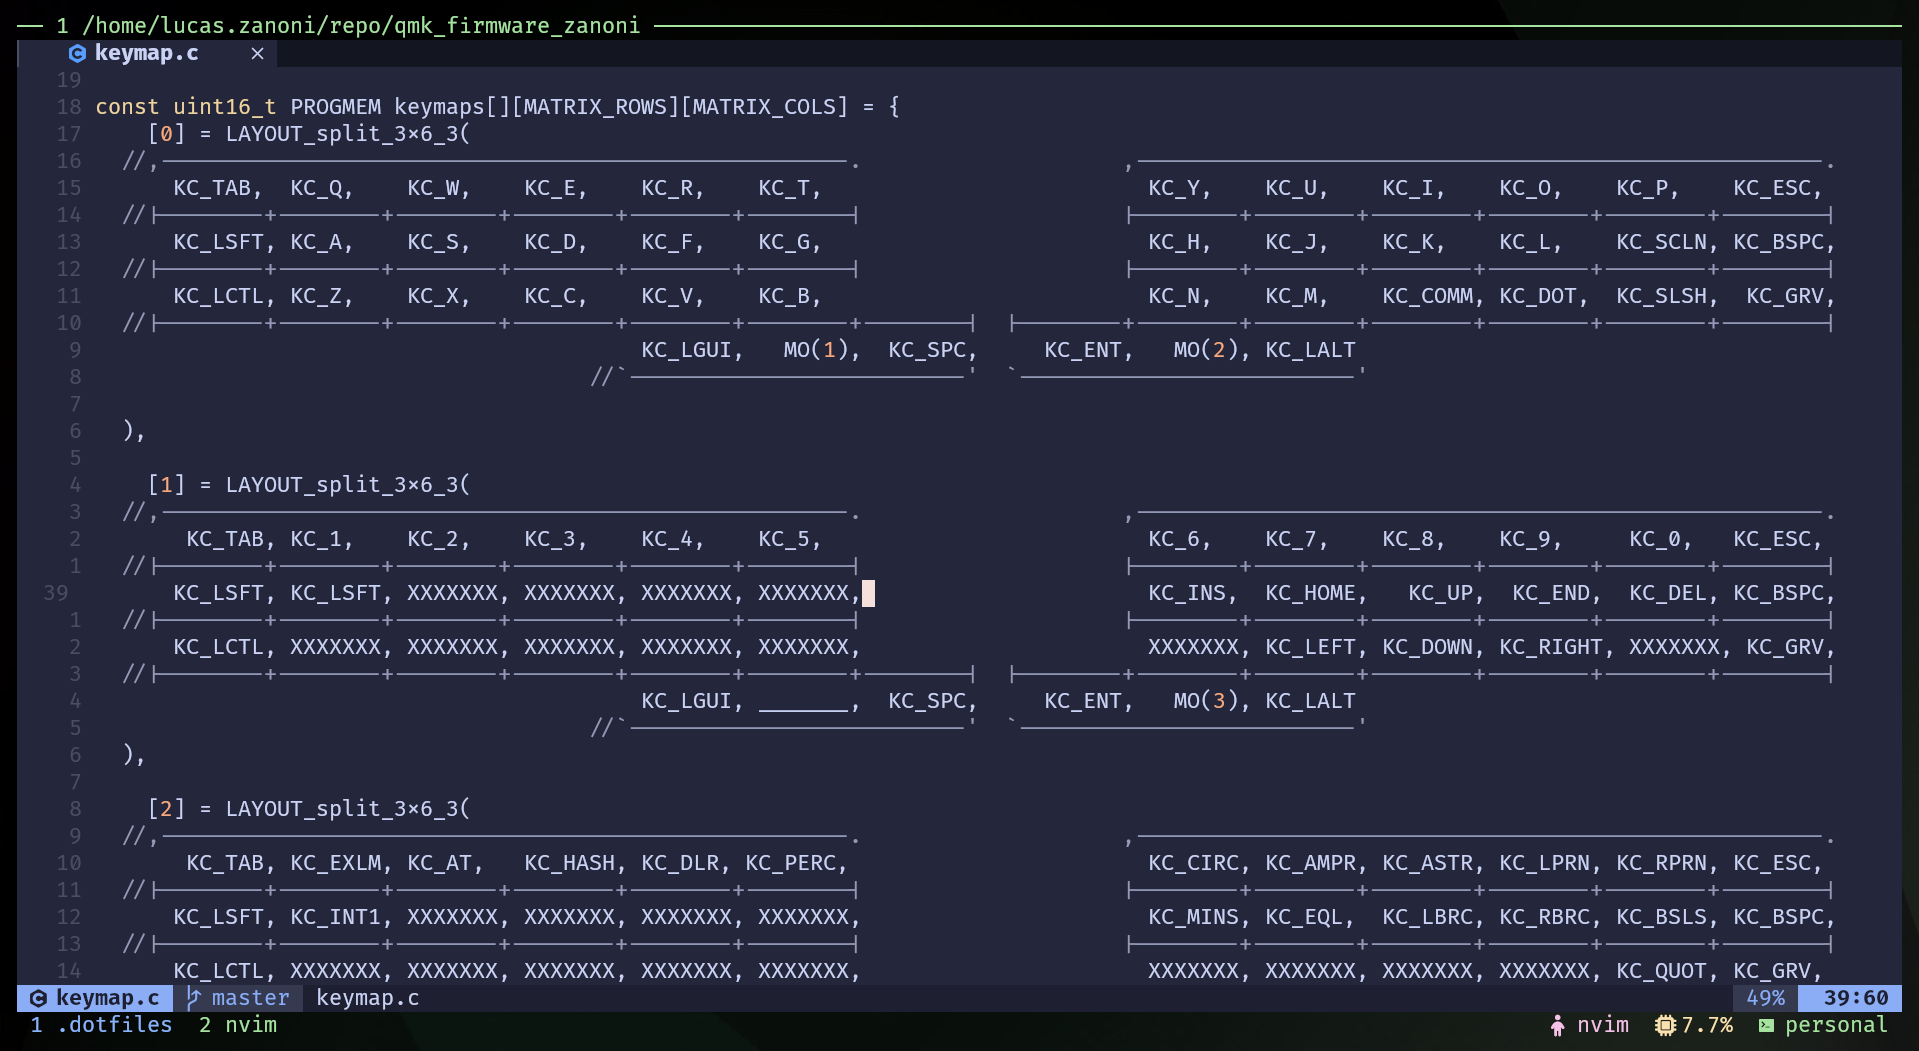 1 /home/lucas.zanoni/repo/qmk_firmware_zanoni
keymap.c ×
19
18 const uint16_t PROGMEM keymaps[][MATRIX_ROWS][MATRIX_COLS] = {
17 [0] = LAYOUT_split_3×6_3(
16 //,-----------------------------------------------------.                    ,-----------------------------------------------------.
15 KC_TAB, KC_Q, KC_W, KC_E, KC_R, KC_T, KC_Y, KC_U, KC_I, KC_O, KC_P, KC_ESC,
14 //|--------+--------+--------+--------+--------+--------|                    |--------+--------+--------+--------+--------+--------|
13 KC_LSFT, KC_A, KC_S, KC_D, KC_F, KC_G, KC_H, KC_J, KC_K, KC_L, KC_SCLN, KC_BSPC,
12 //|--------+--------+--------+--------+--------+--------|                    |--------+--------+--------+--------+--------+--------|
11 KC_LCTL, KC_Z, KC_X, KC_C, KC_V, KC_B, KC_N, KC_M, KC_COMM, KC_DOT, KC_SLSH, KC_GRV,
10 //|--------+--------+--------+--------+--------+--------+--------|  |--------+--------+--------+--------+--------+--------+--------|
9 KC_LGUI, MO(1), KC_SPC, KC_ENT, MO(2), KC_LALT
8 //`--------------------------'  `--------------------------'
7
6 ),
5
4 [1] = LAYOUT_split_3×6_3(
3 //,-----------------------------------------------------.                    ,-----------------------------------------------------.
2 KC_TAB, KC_1, KC_2, KC_3, KC_4, KC_5, KC_6, KC_7, KC_8, KC_9, KC_0, KC_ESC,
1 //|--------+--------+--------+--------+--------+--------|                    |--------+--------+--------+--------+--------+--------|
39 KC_LSFT, KC_LSFT, XXXXXXX, XXXXXXX, XXXXXXX, XXXXXXX, KC_INS, KC_HOME, KC_UP, KC_END, KC_DEL, KC_BSPC,
1 //|--------+--------+--------+--------+--------+--------|                    |--------+--------+--------+--------+--------+--------|
2 KC_LCTL, XXXXXXX, XXXXXXX, XXXXXXX, XXXXXXX, XXXXXXX, XXXXXXX, KC_LEFT, KC_DOWN, KC_RIGHT, XXXXXXX, KC_GRV,
3 //|--------+--------+--------+--------+--------+--------+--------|  |--------+--------+--------+--------+--------+--------+--------|
4 KC_LGUI, _______, KC_SPC, KC_ENT, MO(3), KC_LALT
5 //`--------------------------'  `--------------------------'
6 ),
7
8 [2] = LAYOUT_split_3×6_3(
9 //,-----------------------------------------------------.                    ,-----------------------------------------------------.
10 KC_TAB, KC_EXLM, KC_AT, KC_HASH, KC_DLR, KC_PERC, KC_CIRC, KC_AMPR, KC_ASTR, KC_LPRN, KC_RPRN, KC_ESC,
11 //|--------+--------+--------+--------+--------+--------|                    |--------+--------+--------+--------+--------+--------|
12 KC_LSFT, KC_INT1, XXXXXXX, XXXXXXX, XXXXXXX, XXXXXXX, KC_MINS, KC_EQL, KC_LBRC, KC_RBRC, KC_BSLS, KC_BSPC,
13 //|--------+--------+--------+--------+--------+--------|                    |--------+--------+--------+--------+--------+--------|
14 KC_LCTL, XXXXXXX, XXXXXXX, XXXXXXX, XXXXXXX, XXXXXXX, XXXXXXX, XXXXXXX, XXXXXXX, XXXXXXX, KC_QUOT, KC_GRV,
keymap.c master keymap.c 49% 39:60
1 .dotfiles 2 nvim nvim 7.7% personal